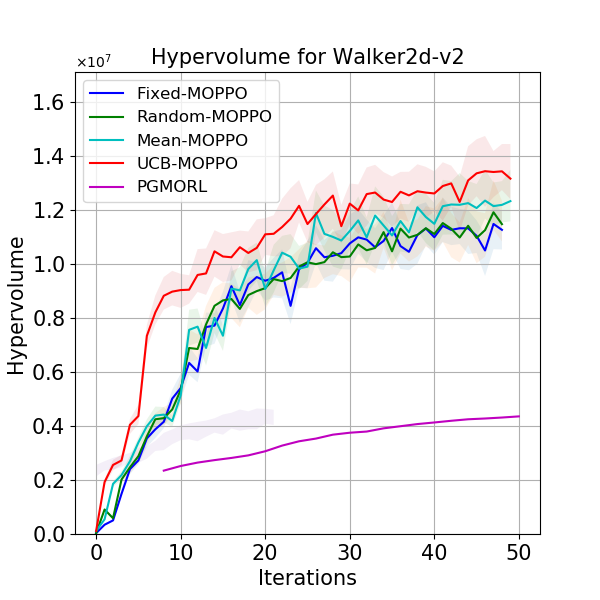 Hypervolume for Walker2d-v2
×10⁷
Fixed-MOPPO
Random-MOPPO
Mean-MOPPO
UCB-MOPPO
PGMORL
Hypervolume
1.6
1.4
1.2
1.0
0.8
0.6
0.4
0.2
0.0
0 10 20 30 40 50
Iterations